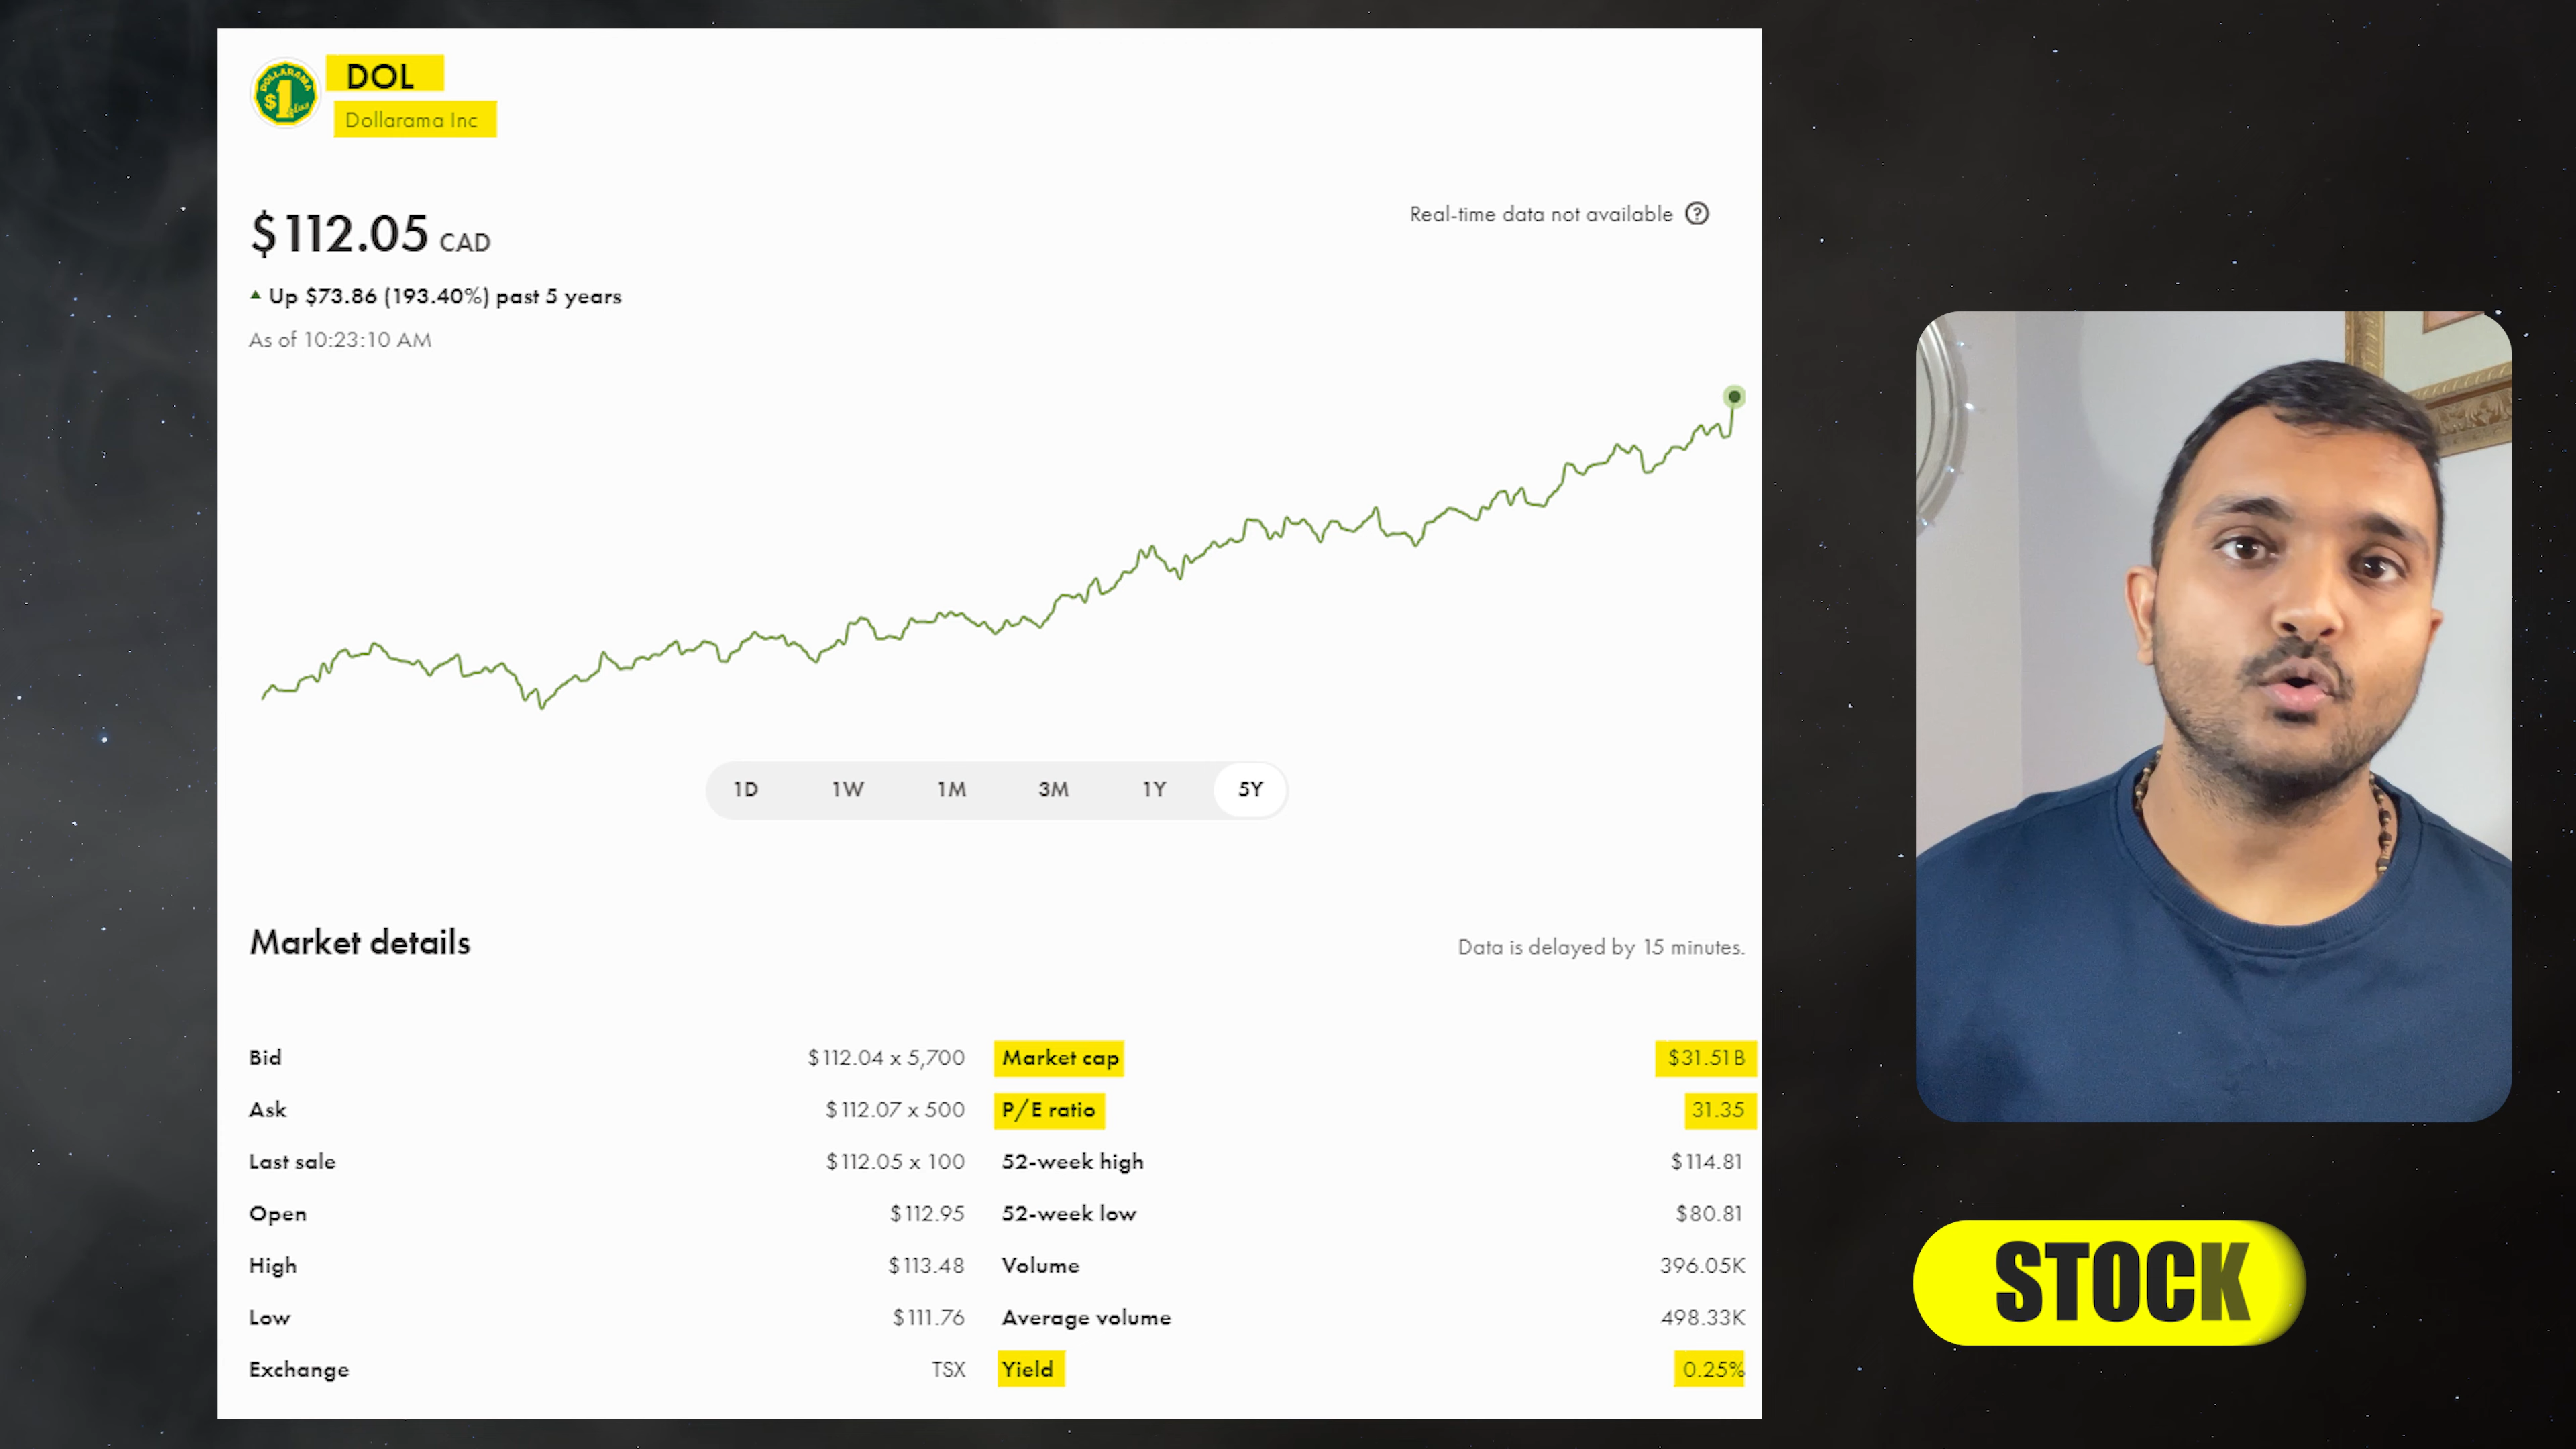 DOLLARAMA
$1
DOL
Dollarama Inc
$112.05 CAD
Real-time data not available ?
Up $73.86 (193.40%) past 5 years
As of 10:23:10 AM
1D 1W 1M 3M 1Y 5Y
Market details
Data is delayed by 15 minutes.
Bid $112.04 x 5,700 Market cap $31.51B
Ask $112.07 x 500 P/E ratio 31.35
Last sale $112.05 x 100 52-week high $114.81
Open $112.95 52-week low $80.81
High $113.48 Volume 396.05K
Low $111.76 Average volume 498.33K
Exchange TSX Yield 0.25%
STOCK